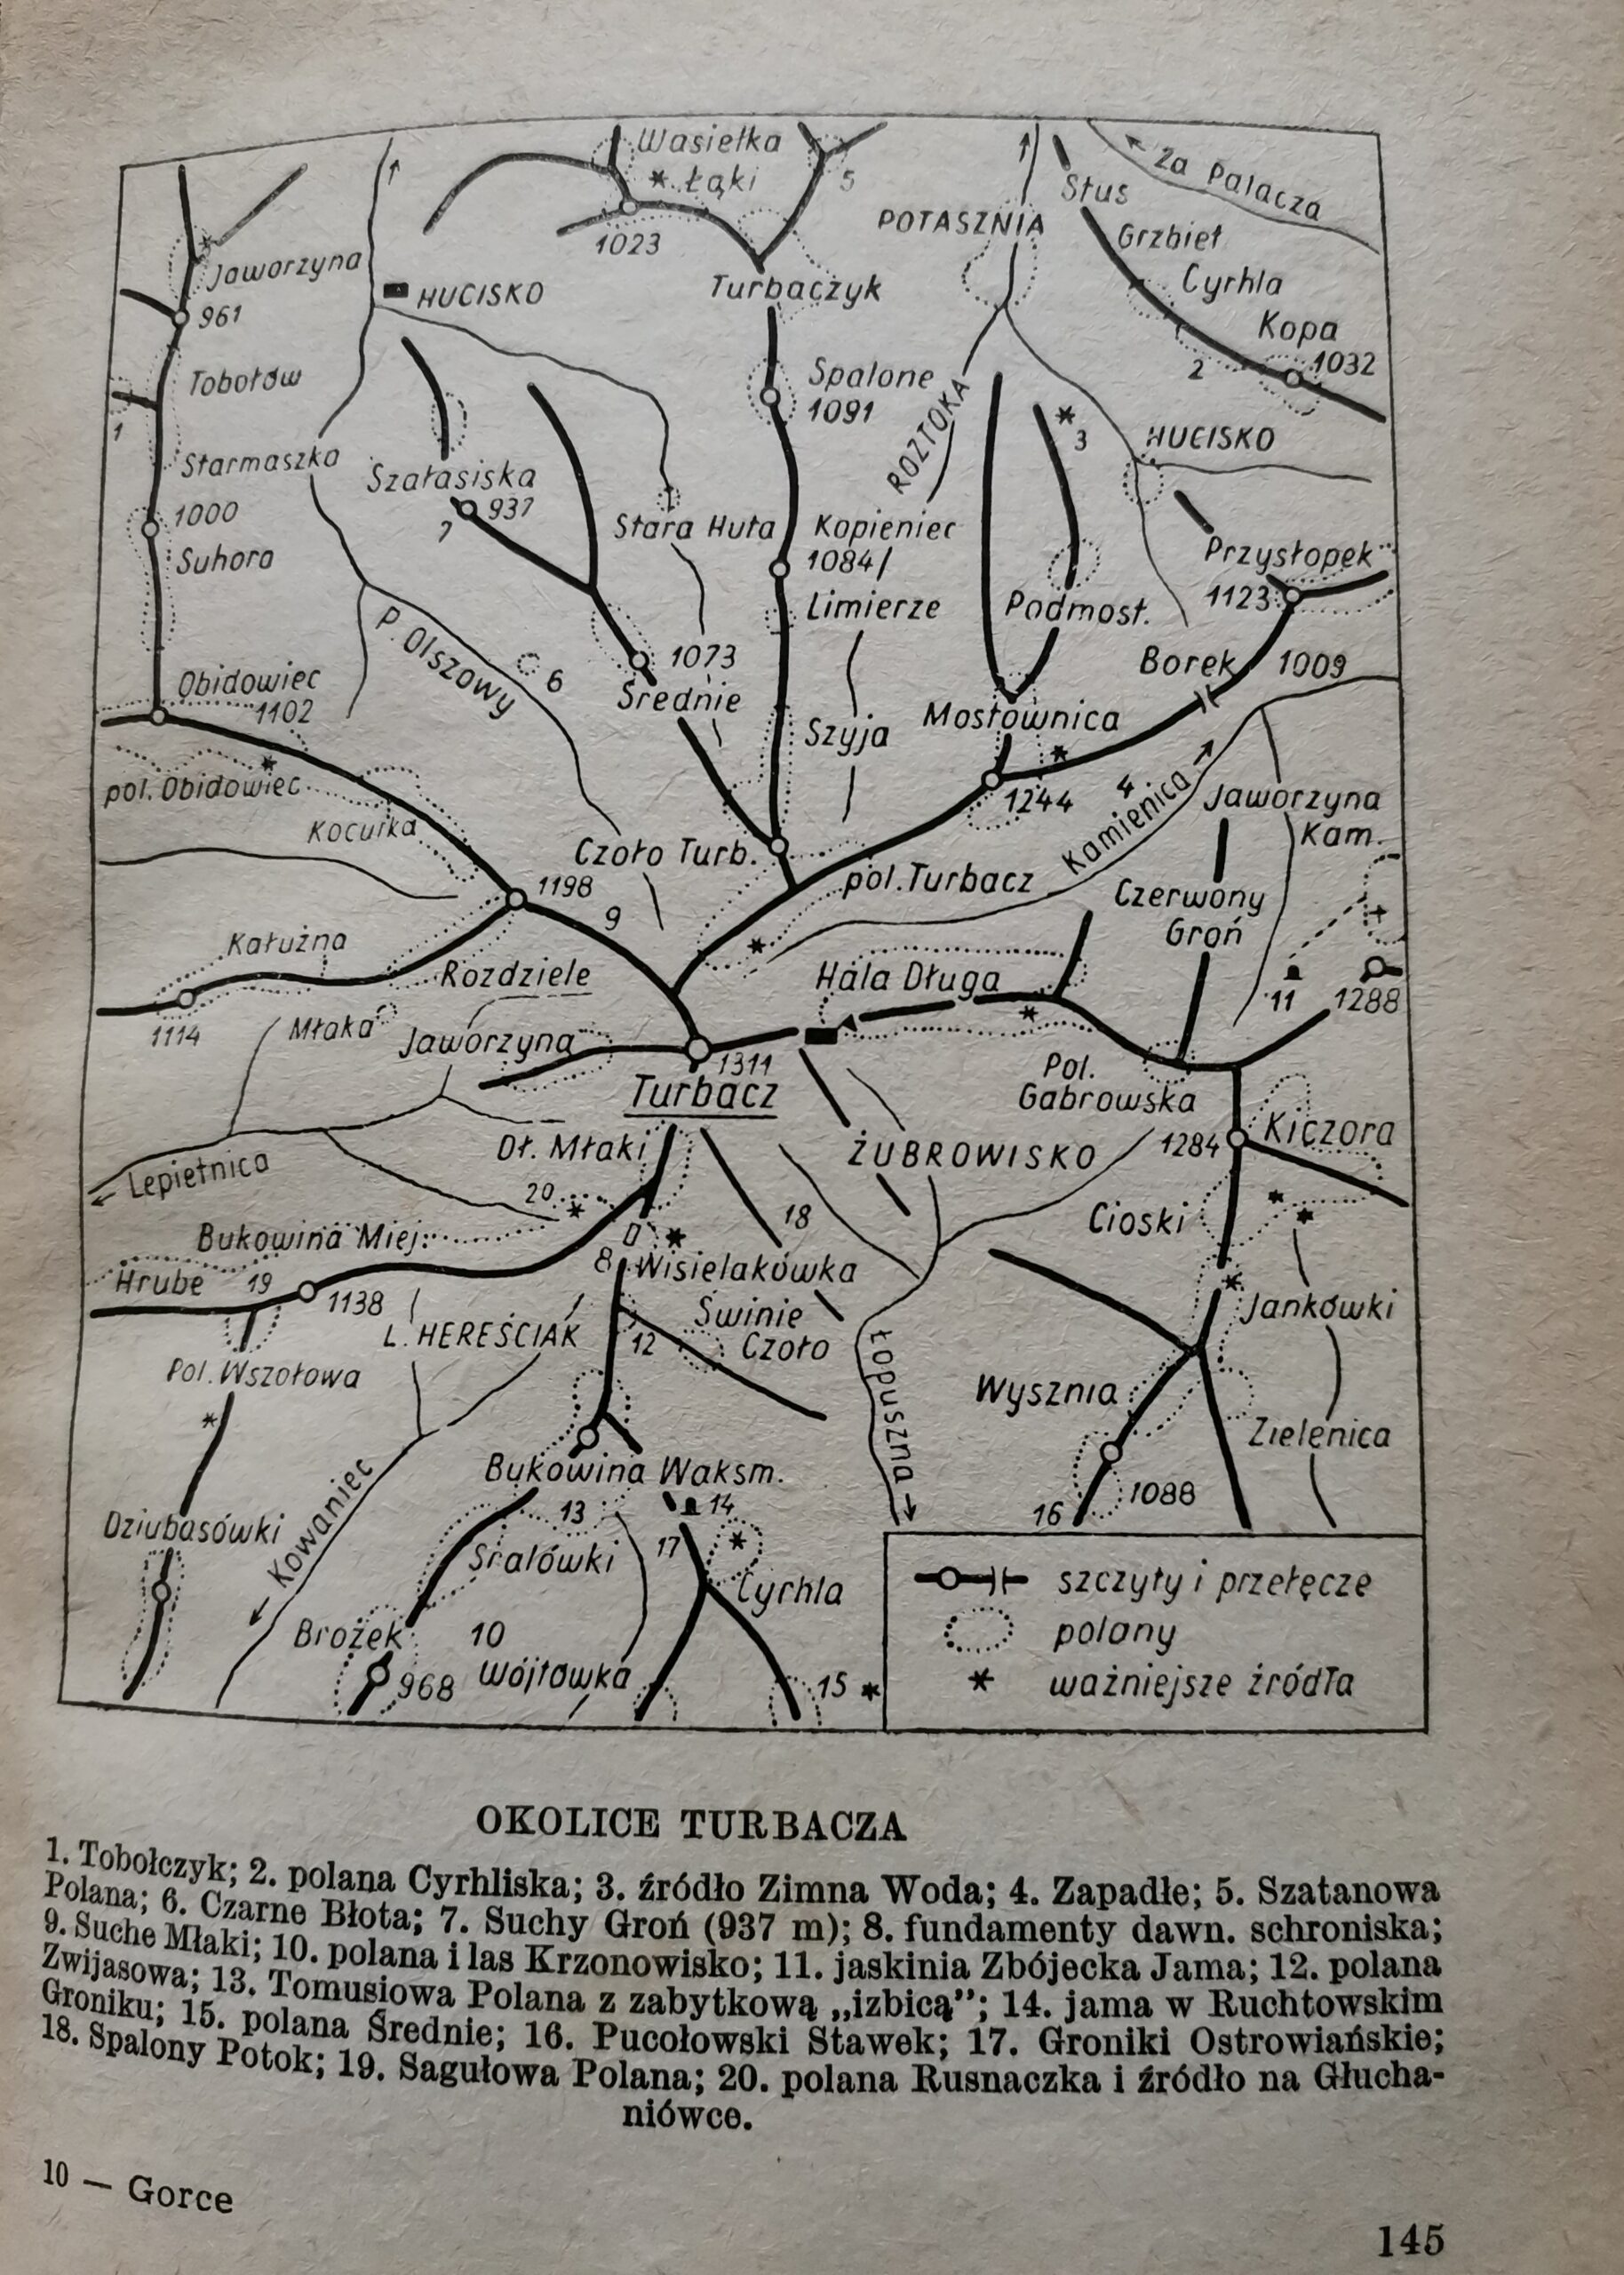 Wasielka
* Łąki
5
Za Palacza
Stus
POTASZNIA
Grzbiet
1023
Jaworzyna
HUCISKO
Turbaczyk
Cyrhla
961
Kopa
1032
Tobołów
Spalone
1091
2
1
ROZTOKA
3
HUCISKO
Starmaszka
Szałasiska
937
7
1000
Suhora
Stara Huta
Kopieniec
1084
Przysłopek
1123
Limierze
Podmost.
P. Olszowy
6
1073
Średnie
Borek
1009
Obidowiec
1102
Szyja
Mostownica
pol. Obidowiec
1244
4
Kamienica
Jaworzyna
Kam.
Kocurka
Czoło Turb.
pol. Turbacz
1198
9
Czerwony
Groń
Kałużna
Rozdziele
Hala Długa
11
1288
1114
Młaka
Jaworzyna
1311
Turbacz
Pol.
Gabrowska
Dł. Młaki
ŻUBROWISKO
1284
Kiczora
Lepietnica
20
18
Cioski
Bukowina Miej.
8
Wisielakówka
Hrube
19
1138
Świnie
Czoło
Jankówki
L. HEREŚCIAK
12
Pol. Wszołowa
Łopuszna
Wysznia
Zielenica
Bukowina Waksm.
13
14
1088
16
Dziubasówki
Kowaniec
Sralówki
17
Cyrhla
szczyty i przełęcze
Brożek
10
polany
968
Wójtówka
15
ważniejsze źródła
OKOLICE TURBACZA
1. Tobołczyk; 2. polana Cyrhliska; 3. źródło Zimna Woda; 4. Zapadłe; 5. Szatanowa
Polana; 6. Czarne Błota; 7. Suchy Groń (937 m); 8. fundamenty dawn. schroniska;
9. Suche Młaki; 10. polana i las Krzonowisko; 11. jaskinia Zbójecka Jama; 12. polana
Zwijasowa; 13. Tomusiowa Polana z zabytkową „izbicą”; 14. jama w Ruchtowskim
Groniku; 15. polana Średnie; 16. Pucołowski Stawek; 17. Groniki Ostrowiańskie;
18. Spalony Potok; 19. Sagułowa Polana; 20. polana Rusnaczka i źródło na Głucha-
niówce.
10 — Gorce
145